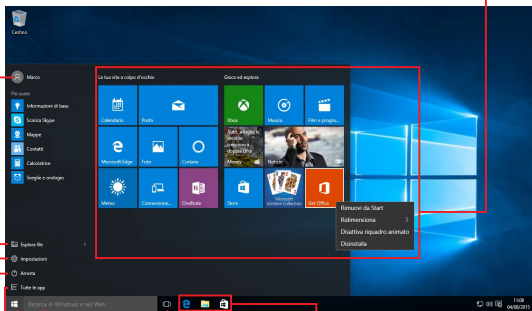 Cestino
Marco
Più usate
Informazioni di base
Scarica Skype
Mappe
Contatti
Calcolatrice
Sveglie e orologio
Esplora file
Impostazioni
Arresta
Tutte le app
La tua vita a colpo d'occhio
Calendario
Posta
Microsoft Edge
Foto
Cortana
Meteo
Connessione...
OneNote
Gioca ed esplora
Xbox
Musica
Film e progra...
Money
Notizie
Store
Microsoft
Solitaire Collection
Get Office
Rimuovi da Start
Ridimensiona
Disattiva riquadro animato
Disinstalla
Ricerca in Windows e nel Web
11:00
04/08/2015